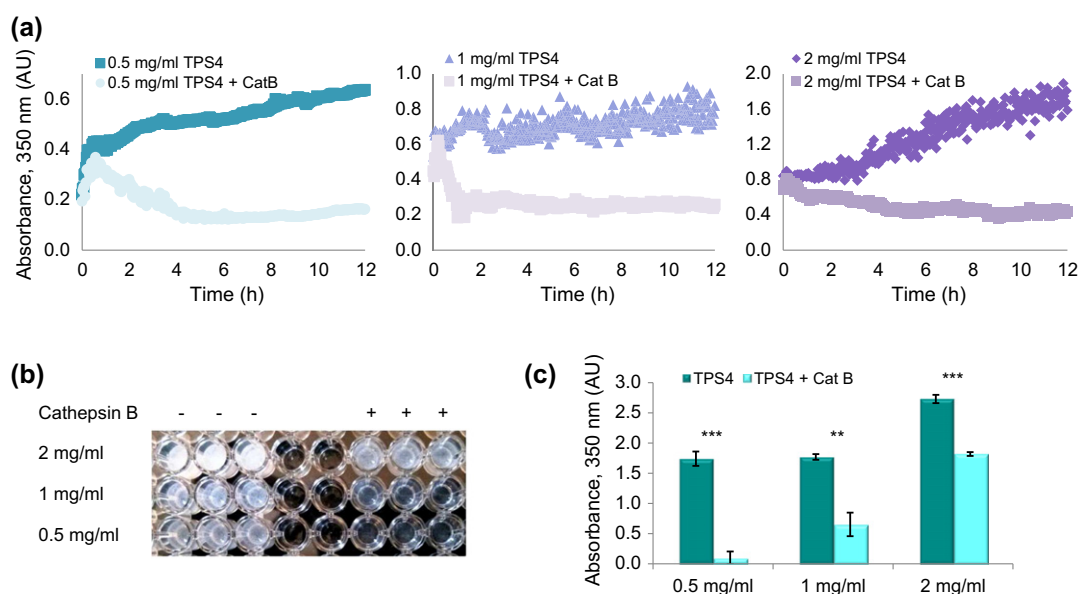 (a)
0.5 mg/ml TPS4
0.5 mg/ml TPS4 + CatB
Absorbance, 350 nm (AU)
0.6
0.4
0.2
0.0
0 2 4 6 8 10 12
Time (h)
1 mg/ml TPS4
1 mg/ml TPS4 + Cat B
1.0
0.8
0.6
0.4
0.2
0
0 2 4 6 8 10 12
Time (h)
2 mg/ml TPS4
2 mg/ml TPS4 + Cat B
2.0
1.6
1.2
0.8
0.4
0.0
0 2 4 6 8 10 12
Time (h)
(b)
Cathepsin B - - - + + +
2 mg/ml
1 mg/ml
0.5 mg/ml
(c)
TPS4 TPS4 + Cat B
Absorbance, 350 nm (AU)
3.0
2.5
2.0
1.5
1.0
0.5
0.0
*** ** ***
0.5 mg/ml 1 mg/ml 2 mg/ml